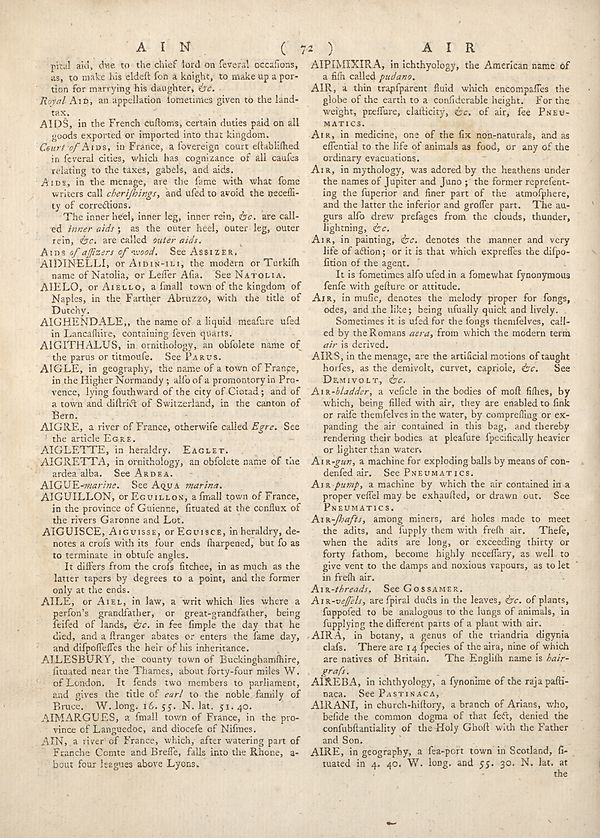 A I N ( 72 ) A I R
pital aid, due to the chief lord on ſeveral occaſions,
as, to make his eldeſt ſon a knight, to make up a por-
tion for marrying his daughter, &c.
Royal AID, an appellation ſometimes given to the land-
tax.
AIDS, in the French cuſtoms, certain duties paid on all
goods exported or imported into that kingdom.
Court of AIDS, in France, a ſovereign court eſtabliſhed
in ſeveral cities, which has cognizance of all cauſes
relating to the taxes, gabels, and aids.
AIDS, in the menage, are the ſame with what ſome
writers call cheriſhings, and uſed to avoid the neceſſi-
ty of corrections.
The inner heel, inner leg, inner rein, &c. are call-
ed inner aids; as the outer heel, outer leg, outer
rein, &c. are called outer aids.
AIDS of aſſizers of wood. See ASSIZER.
AIDINELLI, or AIDIN-ILI, the modern or Turkiſh
name of Natolia, or Leſſer Aſia. See NATOLIA.
AIELO, or AIELLO, a ſmall town of the kingdom of
Naples, in the Farther Abruzzo, with the title of
Dutchy.
AIGHENDALE, the name of a liquid meaſure uſed
in Lancaſhire, containing ſeven quarts.
AIGITHALUS, in ornithology, an obſolete name of
the parus or titmouſe. See PARUS.
AIGLE, in geography, the name of a town of France,
in the Higher Normandy; alſo of a promontory in Pro-
vence, lying ſouthward of the city of Ciotad; and of
a town and diſtrict of Switzerland, in the canton of
Bern.
AIGRE, a river of France, otherwiſe called Egre. See
the article EGRE.
AIGLETTE, in heraldry. EAGLET.
AIGRETTA, in ornithology, an obſolete name of the
ardea alba. See ARDEA.
AIGUE-marine. See AQUA marina.
AIGUILLON, or EGUILLON, a ſmall town of France,
in the province of Guienne, ſituated at the conflux of
the rivers Garonne and Lot.
AIGUISCE, AIGUISSE, or EGUISCE, in heraldry, de-
notes a croſs with its four ends ſharpened, but ſo as
to terminate in obtuſe angles.
It differs from the croſs fitchee, in as much as the
latter tapers by degrees to a point, and the former
only at the ends.
AILE, or AIEL, in law, a writ which lies where a
perſon's grandfather, or great-grandfather, being
ſeiſed of lands, &c. in fee ſimple the day that he
died, and a ſtranger abates or enters the ſame day,
and diſpoſſeſſes the heir of his inheritance.
AILESBURY, the county town of Buckinghamſhire,
ſituated near the Thames, about forty-four miles W.
of London. It ſends two members to parliament,
and gives the title of earl to the noble family of
Bruce. W. long. 16. 55. N. lat. 51. 40.
AIMARGUES, a ſmall town of France, in the pro-
vince of Languedoc, and dioceſe of Niſmes.
AIN, a river of France, which, after watering part of
Franche Comte and Breſſe, falls into the Rhone, a-
bout four leagues above Lyons.
AIPIMIXIRA, in ichthyology, the American name of
a fiſh called pudano.
AIR, a thin tranſparent fluid which encompaſſes the
globe of the earth to a conſiderable height. For the
weight, preſſure, elaſticity, &c. of air, ſee PNEU-
MATICS.
AIR, in medicine, one of the ſix non-naturals, and as
eſſential to the life of animals as food, or any of the
ordinary evacuations.
AIR, in mythology, was adored by the heathens under
the names of Jupiter and Juno; the former repreſent-
ing the ſuperior and finer part of the atmoſphere,
and the latter the inferior and groſſer part. The au-
gurs alſo drew preſages from the clouds, thunder,
lightning, &c.
AIR, in painting, &c. denotes the manner and very
life of action; or it is that which expreſſes the diſpo-
ſition of the agent.
It is ſometimes alſo uſed in a ſomewhat ſynonymous
ſenſe with geſture or attitude.
AIR, in muſic, denotes the melody proper for ſongs,
odes, and the like; being uſually quick and lively.
Sometimes it is uſed for the ſongs themſelves, call-
ed by the Romans aera, from which the modern term
air is derived.
AIRS, in the menage, are the artificial motions of taught
horſes, as the demivolt, curvet, capriole, &c. See
DEMIVOLT, &c.
AIR-bladder, a veſicle in the bodies of moſt fiſhes, by
which, being filled with air, they are enabled to ſink
or raiſe themſelves in the water, by compreſſing or ex-
panding the air contained in this bag, and thereby
rendering their bodies at pleaſure ſpecifically heavier
or lighter than water.
AIR-gun, a machine for exploding balls by means of con-
denſed air. See PNEUMATICS.
AIR-pump, a machine by which the air contained in a
proper veſſel may be exhauſted, or drawn out. See
PNEUMATICS.
AIR-ſhafts, among miners, are holes made to meet
the adits, and ſupply them with freſh air. Theſe,
when the adits are long, or exceeding thirty or
forty fathom, become highly neceſſary, as well to
give vent to the damps and noxious vapours, as to let
in freſh air.
AIR-threads, See GOSSAMER.
AIR-veſſels, are ſpiral ducts in the leaves, &c. of plants,
ſuppoſed to be analogous to the lungs of animals, in
ſupplying the different parts of a plant with air.
AIRA, in botany, a genus of the triandria digynia
claſs. There are 14 ſpecies of the aira, nine of which
are natives of Britain. The Engliſh name is hair-
graſs.
AIREBA, in ichthyology, a ſynonime of the raja paſti-
naca. See PASTINACA,
AIRANI, in church-hiſtory, a branch of Arians, who,
beſide the common dogma of that ſect, denied the
conſubſtantiality of the Holy Ghoſt with the Father
and Son.
AIRE, in geography, a ſea-port town in Scotland, ſi-
tuated in 4. 40. W. long. and 55. 30. N. lat. at
the